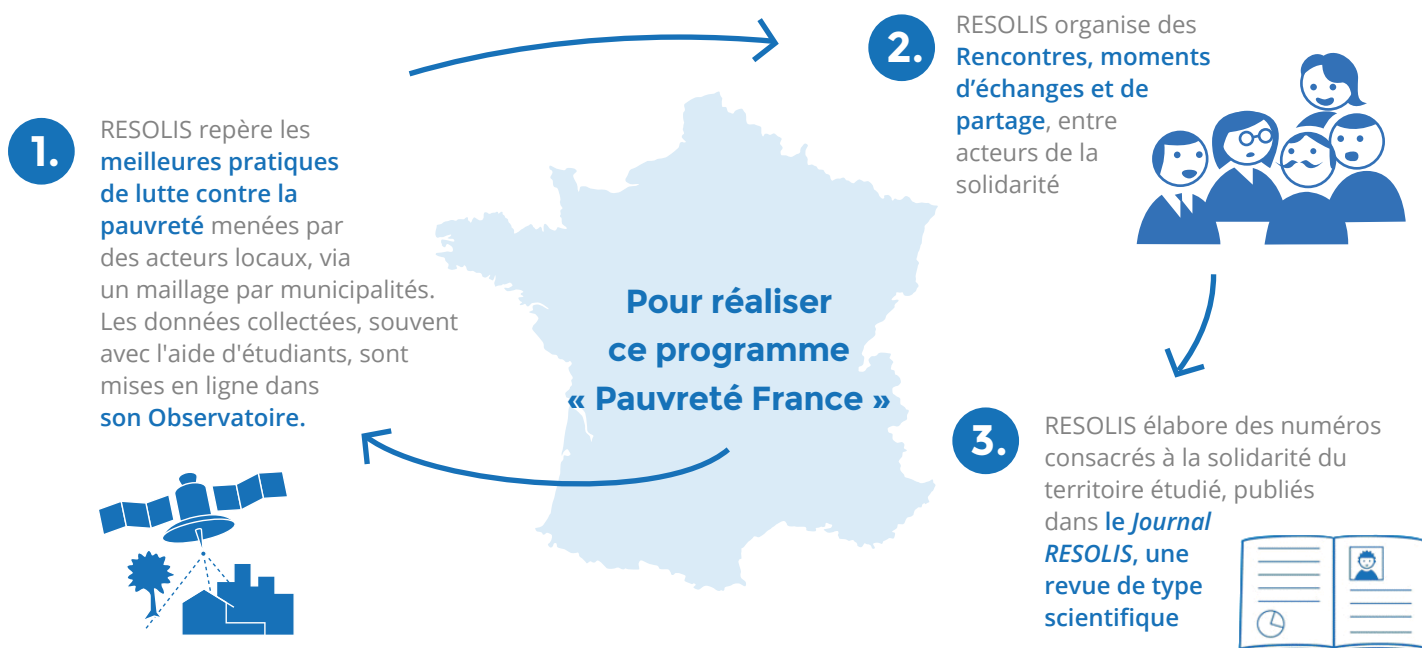 1.
RESOLIS repère les
meilleures pratiques
de lutte contre la
pauvreté menées par
des acteurs locaux, via
un maillage par municipalités.
Les données collectées, souvent
avec l'aide d'étudiants, sont
mises en ligne dans
son Observatoire.
Pour réaliser
ce programme
« Pauvreté France »
2.
RESOLIS organise des
Rencontres, moments
d’échanges et de
partage, entre
acteurs de la
solidarité
3.
RESOLIS élabore des numéros
consacrés à la solidarité du
territoire étudié, publiés
dans le Journal
RESOLIS, une
revue de type
scientifique